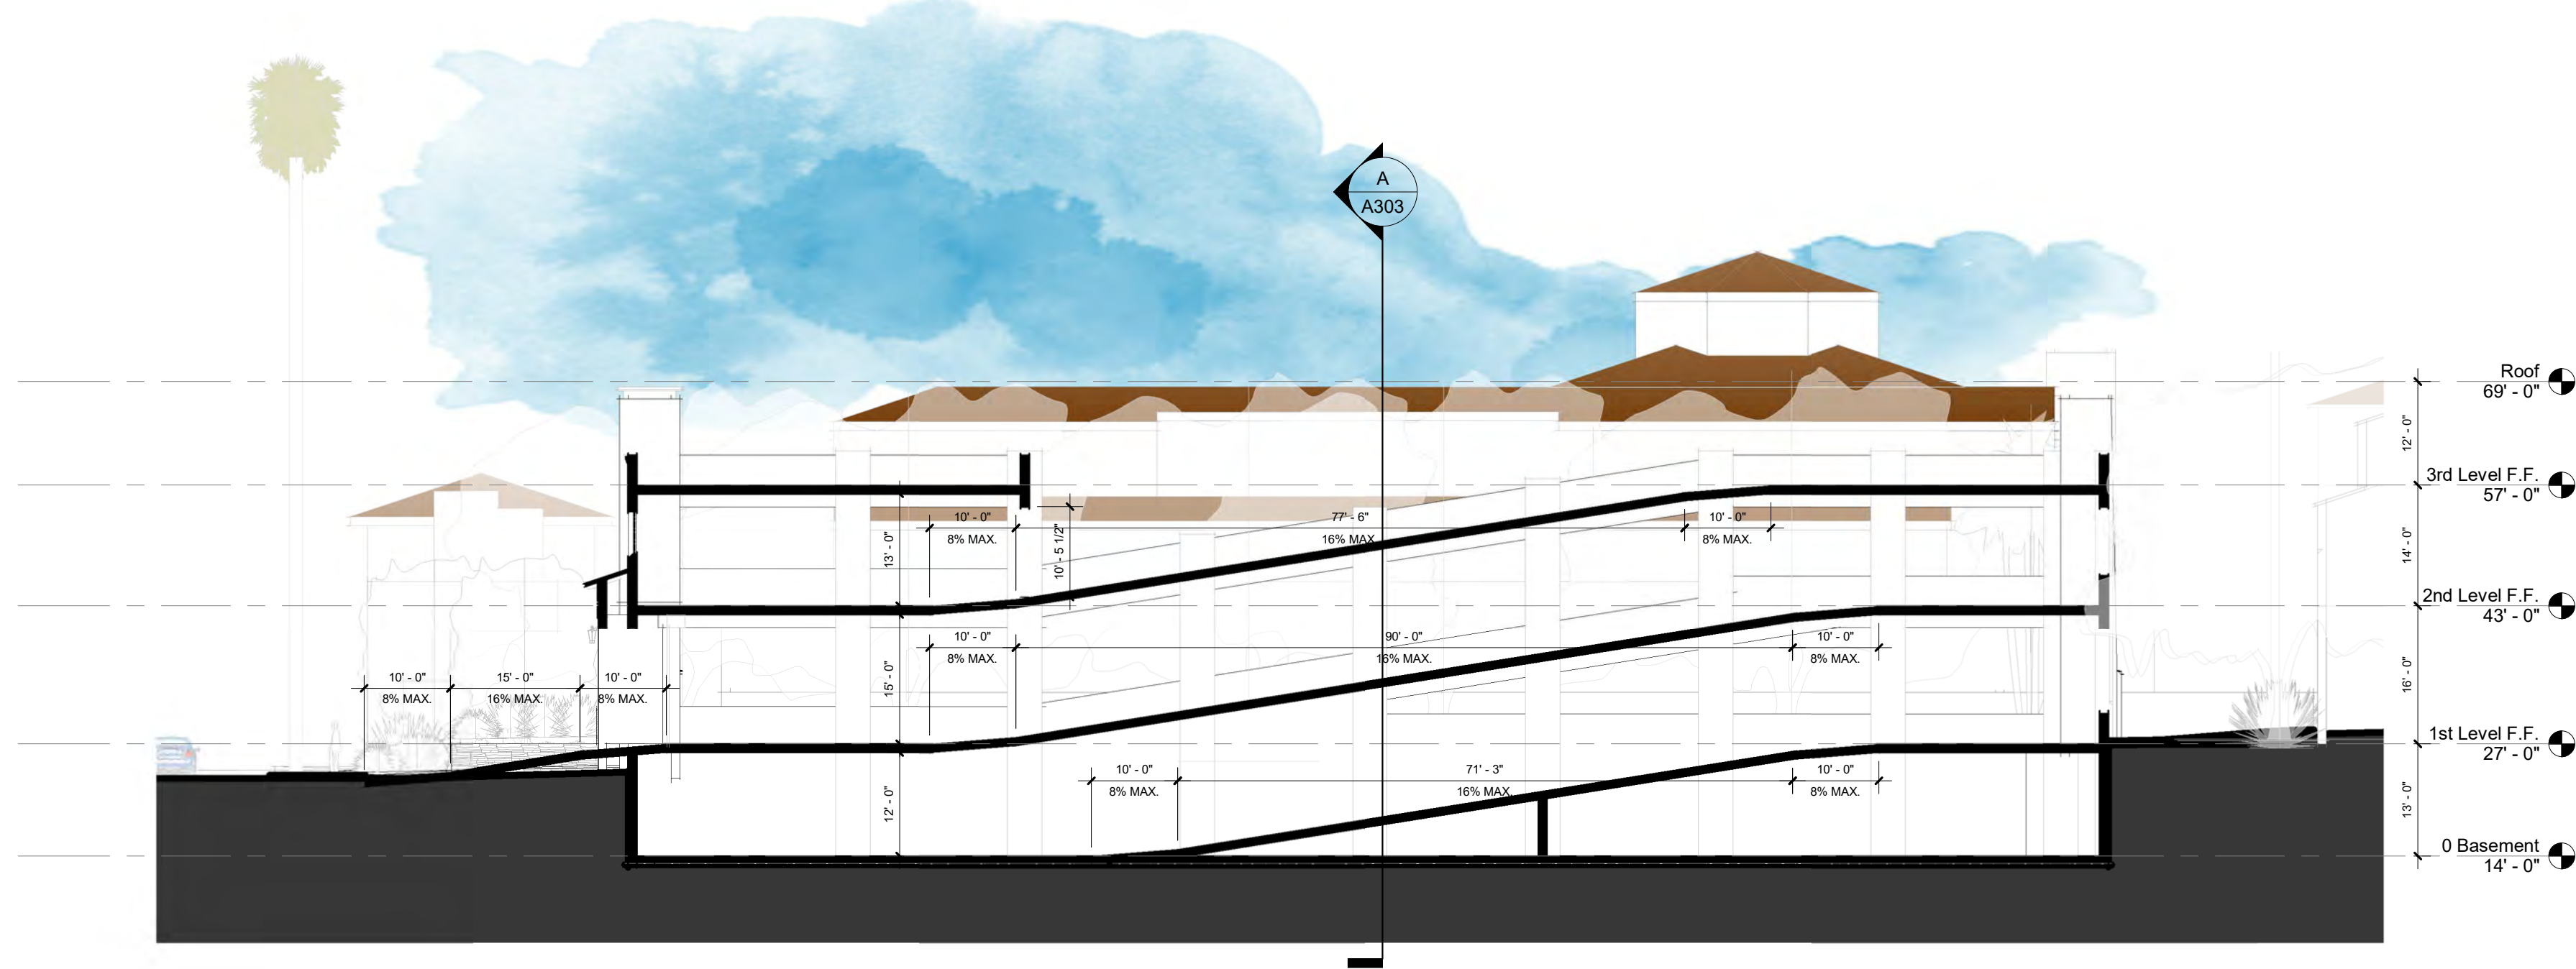 A
A303
Roof
69' - 0"
12' - 0"
3rd Level F.F.
57' - 0"
10' - 0"
8% MAX.
77' - 6"
16% MAX.
10' - 0"
8% MAX.
13' - 0"
10' - 5 1/2"
14' - 0"
2nd Level F.F.
43' - 0"
10' - 0"
8% MAX.
90' - 0"
16% MAX.
10' - 0"
8% MAX.
10' - 0"
8% MAX.
15' - 0"
16% MAX.
10' - 0"
8% MAX.
15' - 0"
16' - 0"
1st Level F.F.
27' - 0"
10' - 0"
8% MAX.
71' - 3"
16% MAX.
10' - 0"
8% MAX.
12' - 0"
13' - 0"
0 Basement
14' - 0"